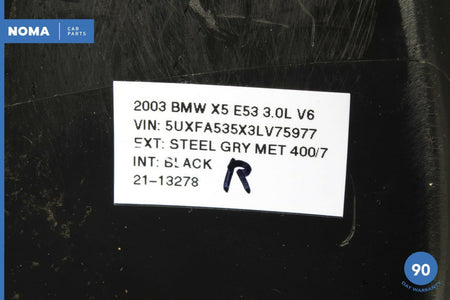 NOMA CAR PARTS
2003 BMW X5 E53 3.0L V6
VIN: 5UXFA535X3LV75977
EXT: STEEL GRY MET 400/7
INT: BLACK
21-13278 R
90
DAY WARRANTY